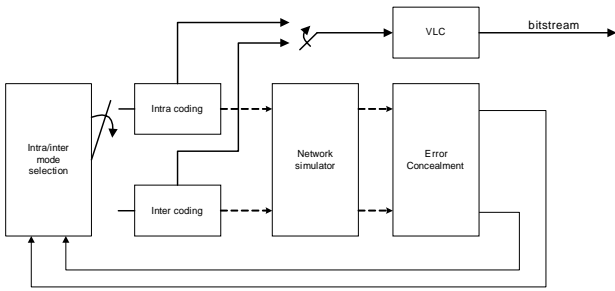 VLC
bitstream
Intra coding
Intra/inter
mode
selection
Network
simulator
Error
Concealment
Inter coding